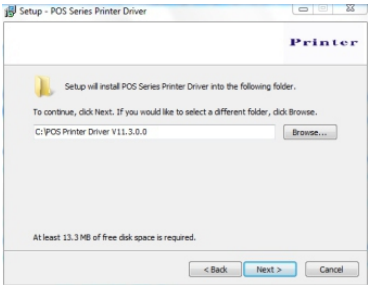 Setup - POS Series Printer Driver
Printer
Setup will install POS Series Printer Driver into the following folder.
To continue, click Next. If you would like to select a different folder, click Browse.
C:\POS Printer Driver V11.3.0.0
Browse...
At least 13.3 MB of free disk space is required.
< Back
Next >
Cancel